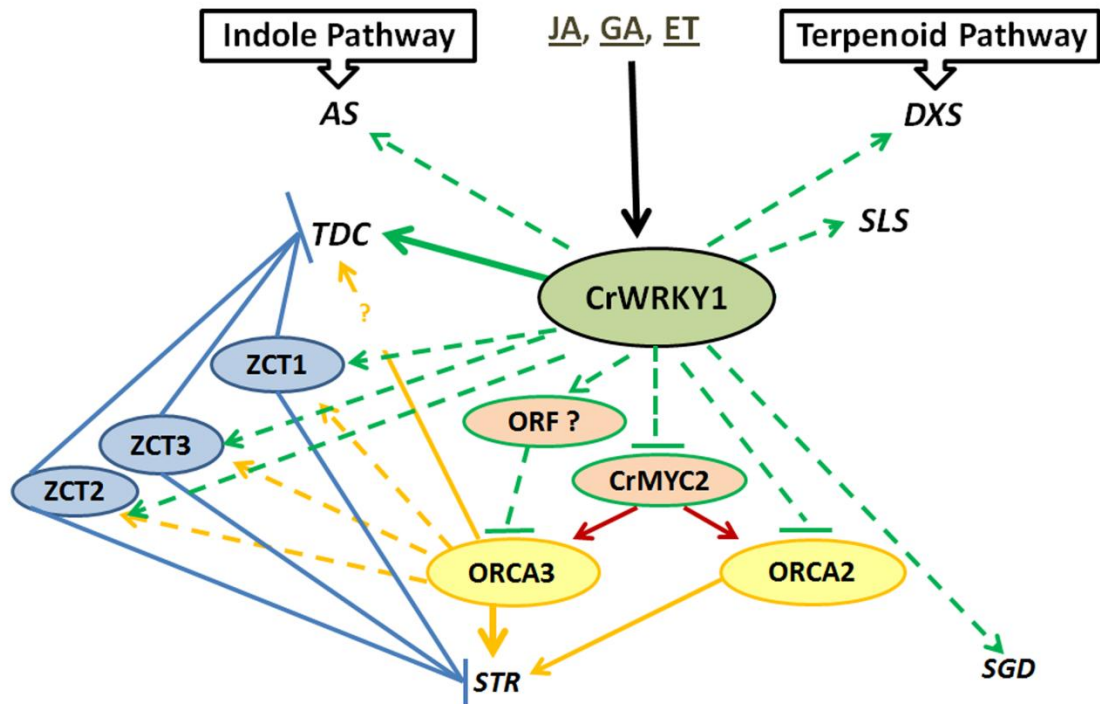 Indole Pathway
JA, GA, ET
Terpenoid Pathway
AS
DXS
TDC
SLS
CrWRKY1
?
ZCT1
ORF ?
ZCT3
CrMYC2
ZCT2
ORCA3
ORCA2
STR
SGD